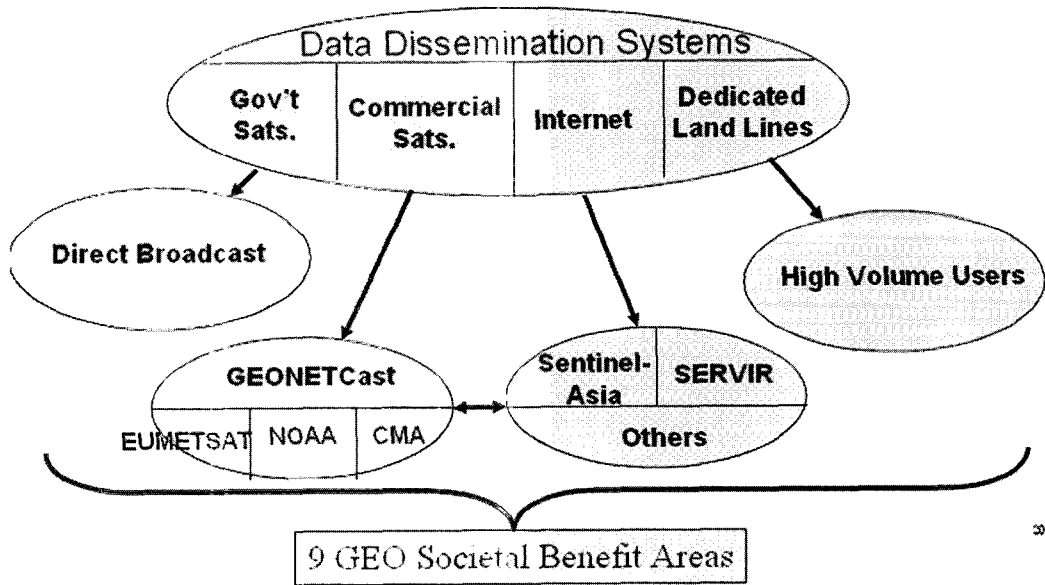 Data Dissemination Systems
Gov't
Sats.
Commercial
Sats.
Internet
Dedicated
Land Lines
Direct Broadcast
High Volume Users
GEONETCast
EUMETSAT
NOAA
CMA
Sentinel-
Asia
SERVIR
Others
9 GEO Societal Benefit Areas